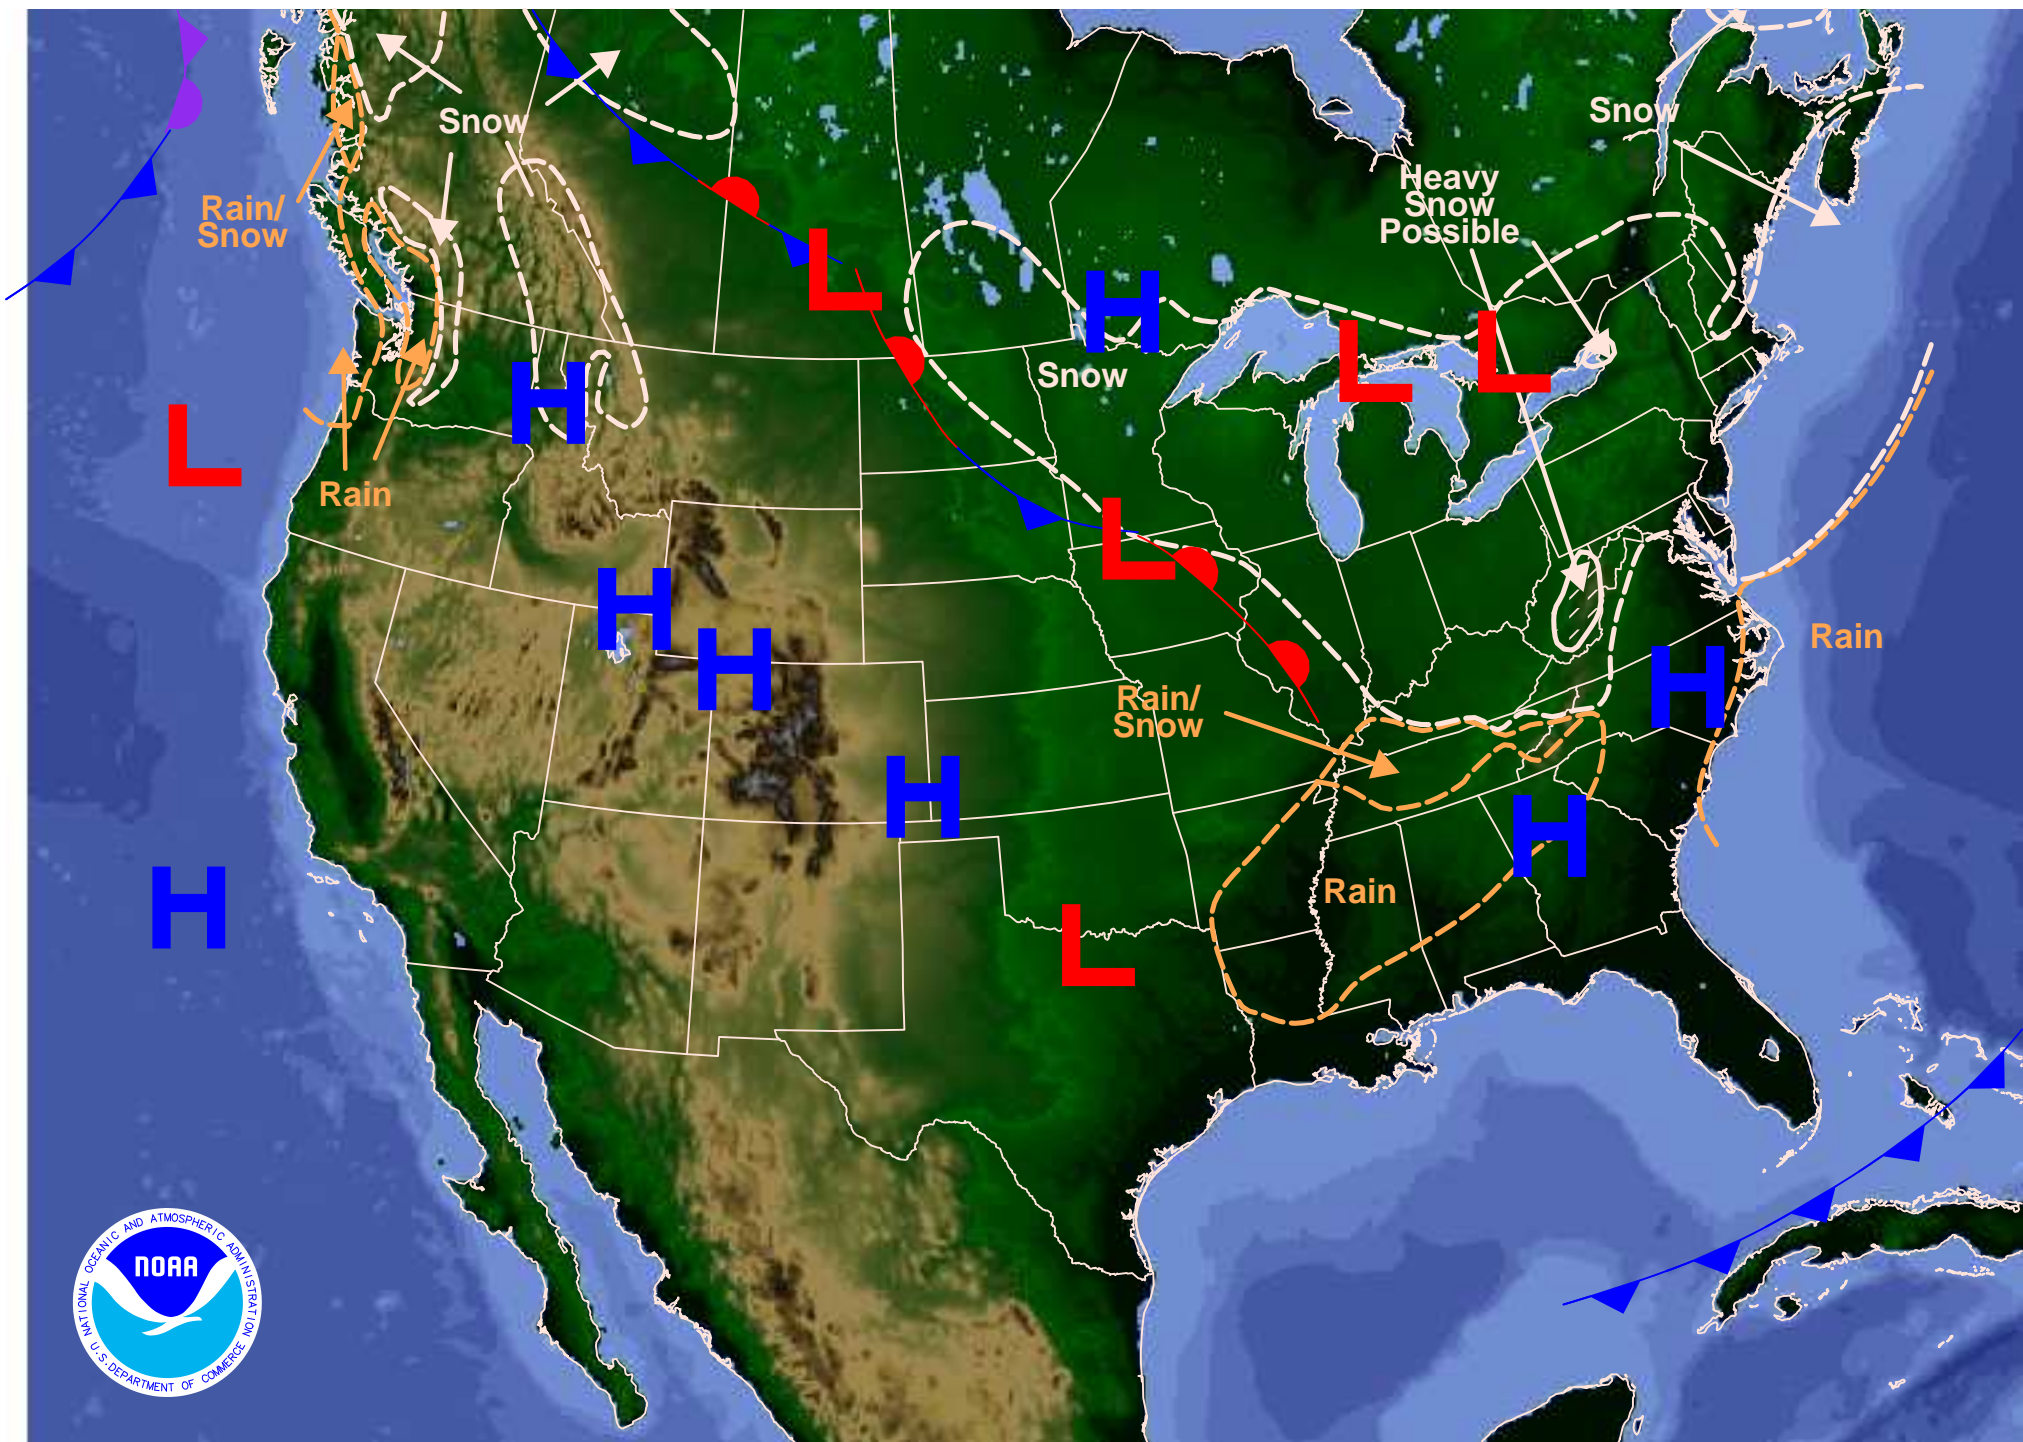 Snow
Snow
Heavy
Snow
Possible
Rain/
Snow
L
H
L
L
Snow
H
L
Rain
L
H
H
Rain
H
Rain/
Snow
H
H
H
Rain
H
L
NATIONAL OCEANIC AND ATMOSPHERIC ADMINISTRATION
NOAA
U.S. DEPARTMENT OF COMMERCE